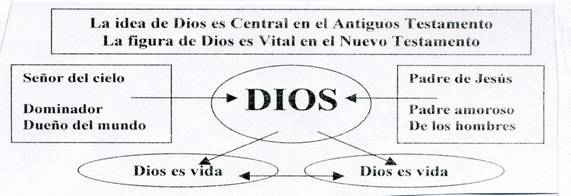 La idea de Dios es Central en el Antiguos Testamento
La figura de Dios es Vital en el Nuevo Testamento
Señor del cielo
Dominador
Dueño del mundo
DIOS
Padre de Jesús
Padre amoroso
De los hombres
Dios es vida
Dios es vida